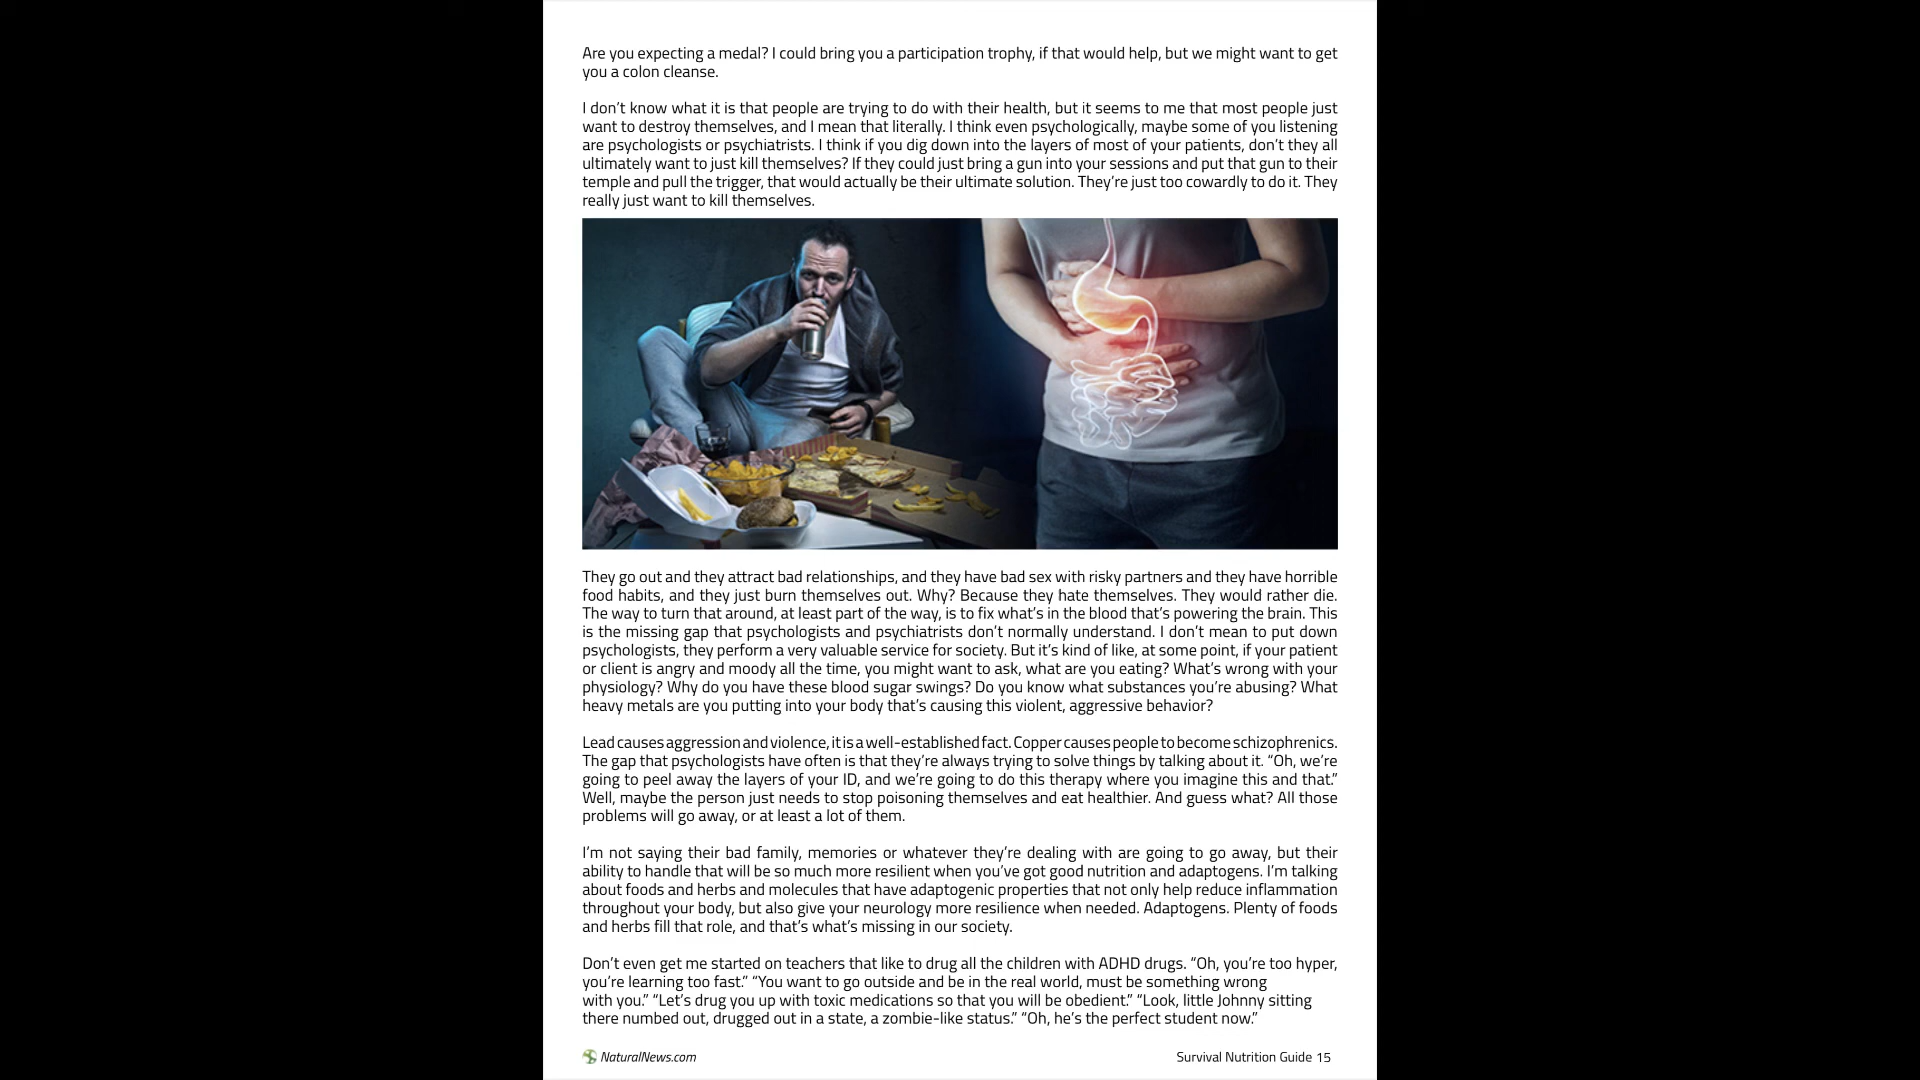 Are you expecting a medal? I could bring you a participation trophy, if that would help, but we might want to get
you a colon cleanse.
I don’t know what it is that people are trying to do with their health, but it seems to me that most people just
want to destroy themselves, and I mean that literally. I think even psychologically, maybe some of you listening
are psychologists or psychiatrists. I think if you dig down into the layers of most of your patients, don’t they all
ultimately want to just kill themselves? If they could just bring a gun into your sessions and put that gun to their
temple and pull the trigger, that would actually be their ultimate solution. They’re just too cowardly to do it. They
really just want to kill themselves.
They go out and they attract bad relationships, and they have bad sex with risky partners and they have horrible
food habits, and they just burn themselves out. Why? Because they hate themselves. They would rather die.
The way to turn that around, at least part of the way, is to fix what’s in the blood that’s powering the brain. This
is the missing gap that psychologists and psychiatrists don’t normally understand. I don’t mean to put down
psychologists, they perform a very valuable service for society. But it’s kind of like, at some point, if your patient
or client is angry and moody all the time, you might want to ask, what are you eating? What’s wrong with your
physiology? Why do you have these blood sugar swings? Do you know what substances you’re abusing? What
heavy metals are you putting into your body that’s causing this violent, aggressive behavior?
Lead causes aggression and violence, it is a well-established fact. Copper causes people to become schizophrenics.
The gap that psychologists have often is that they’re always trying to solve things by talking about it. “Oh, we’re
going to peel away the layers of your ID, and we’re going to do this therapy where you imagine this and that.”
Well, maybe the person just needs to stop poisoning themselves and eat healthier. And guess what? All those
problems will go away, or at least a lot of them.
I’m not saying their bad family, memories or whatever they’re dealing with are going to go away, but their
ability to handle that will be so much more resilient when you’ve got good nutrition and adaptogens. I’m talking
about foods and herbs and molecules that have adaptogenic properties that not only help reduce inflammation
throughout your body, but also give your neurology more resilience when needed. Adaptogens. Plenty of foods
and herbs fill that role, and that’s what’s missing in our society.
Don’t even get me started on teachers that like to drug all the children with ADHD drugs. “Oh, you’re too hyper,
you’re learning too fast.” “You want to go outside and be in the real world, must be something wrong
with you.” “Let’s drug you up with toxic medications so that you will be obedient.” “Look, little Johnny sitting
there numbed out, drugged out in a state, a zombie-like status.” “Oh, he’s the perfect student now.”
NaturalNews.com
Survival Nutrition Guide 15